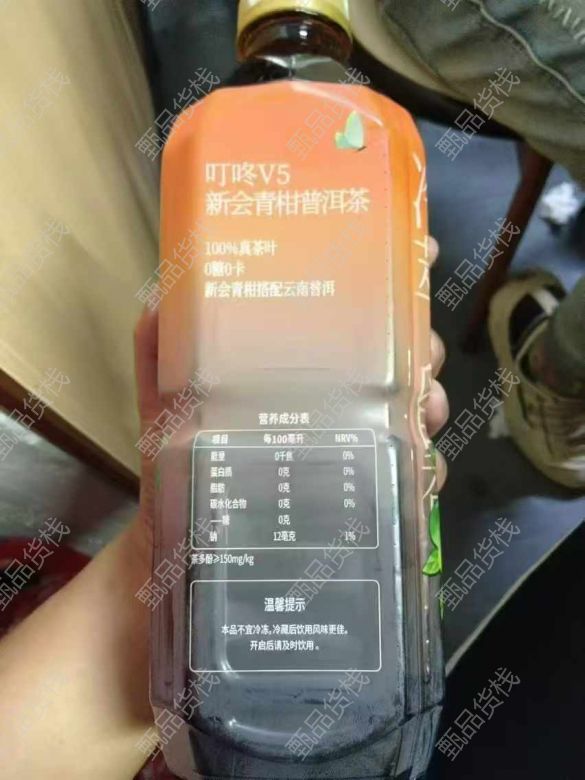 叮咚V5
新会青柑普洱茶
100%真茶叶
0糖0卡
新会青柑搭配云南普洱
营养成分表
项目 每100毫升 NRV%
能量 0千焦 0%
蛋白质 0克 0%
脂肪 0克 0%
碳水化合物 0克 0%
—糖 0克
钠 12毫克 1%
茶多酚≥150mg/kg
温馨提示
本品不宜冷冻,冷藏后饮用风味更佳。
开启后请及时饮用。
甄品货栈